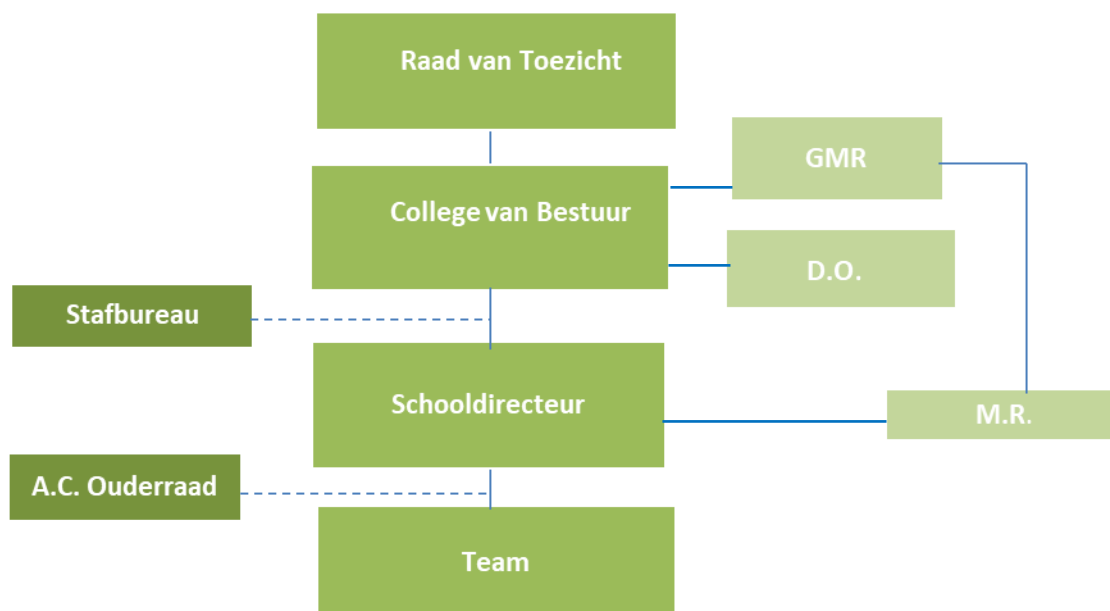 Raad van Toezicht
GMR
College van Bestuur
D.O.
Stafbureau
Schooldirecteur
M.R.
A.C. Ouderraad
Team